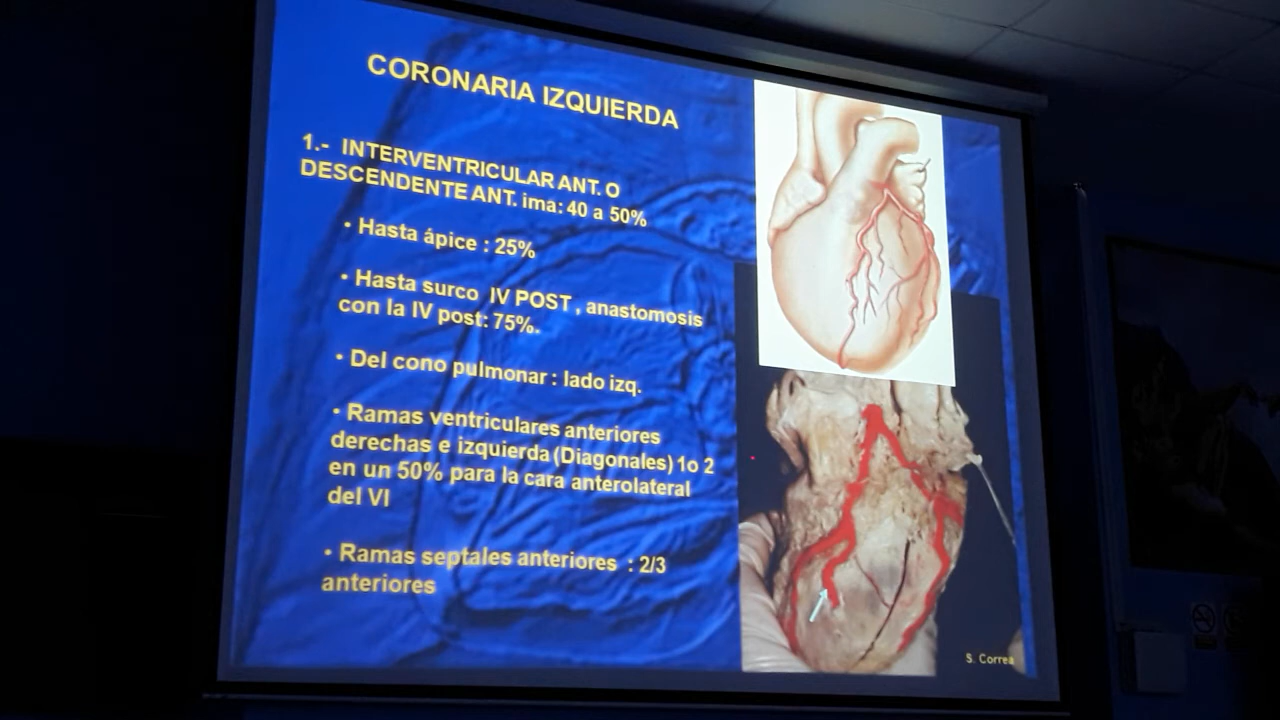 CORONARIA IZQUIERDA
1.- INTERVENTRICULAR ANT. O
DESCENDENTE ANT. ima: 40 a 50%
• Hasta ápice : 25%
• Hasta surco IV POST , anastomosis
con la IV post: 75%.
• Del cono pulmonar : lado izq.
• Ramas ventriculares anteriores
derechas e izquierda (Diagonales) 1o 2
en un 50% para la cara anterolateral
del VI
• Ramas septales anteriores : 2/3
anteriores
S. Correa